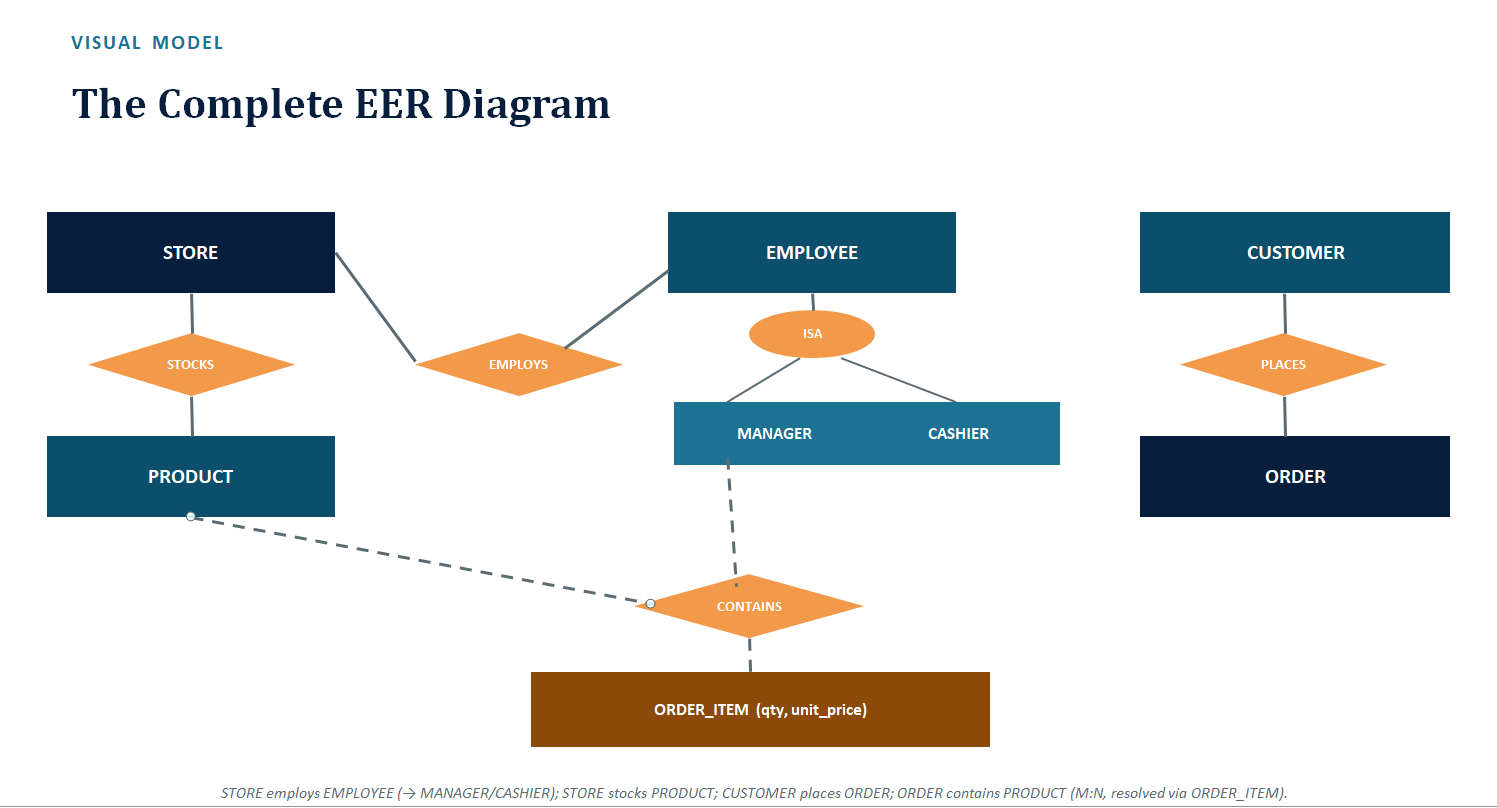 VISUAL MODEL
The Complete EER Diagram
STORE
EMPLOYEE
CUSTOMER
ISA
STOCKS
EMPLOYS
PLACES
MANAGER
CASHIER
PRODUCT
ORDER
CONTAINS
ORDER_ITEM (qty, unit_price)
STORE employs EMPLOYEE (→ MANAGER/CASHIER); STORE stocks PRODUCT; CUSTOMER places ORDER; ORDER contains PRODUCT (M:N, resolved via ORDER_ITEM).